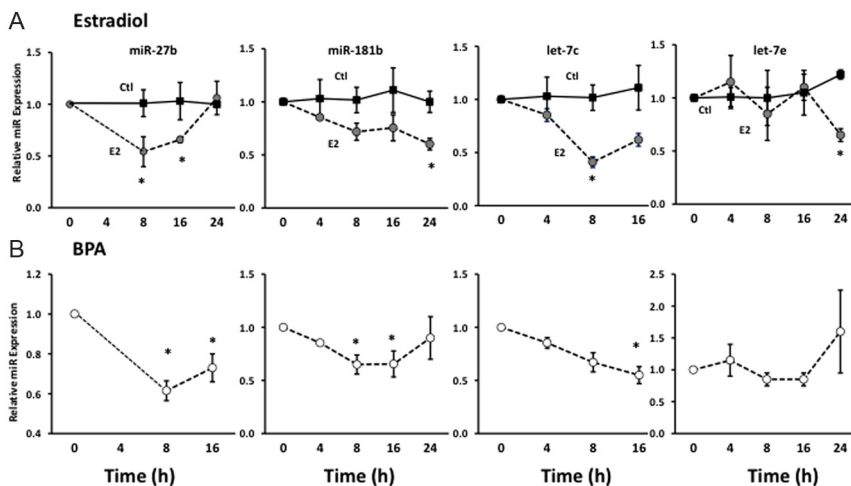 A Estradiol
miR-27b miR-181b let-7c let-7e
Relative miR Expression
1.5 1.5 1.5 1.5
1.0 1.0 1.0 1.0
0.5 0.5 0.5 0.5
0.0 0.0 0.0 0.0
Ctl Ctl Ctl Ctl
E2 E2 E2 E2
* * * * *
0 4 8 16 24 0 4 8 16 24 0 4 8 16 0 4 8 16 24
B BPA
Relative miR Expression
1.2 1.5 1.5 2.5
1.0 1.0 1.0 2.0
0.8 0.5 0.5 1.5
0.6 0.0 0.0 1.0
0.4 0.5
0.0
* * * * *
0 4 8 16 0 4 8 16 24 0 4 8 16 0 4 8 16 24
Time (h) Time (h) Time (h) Time (h)